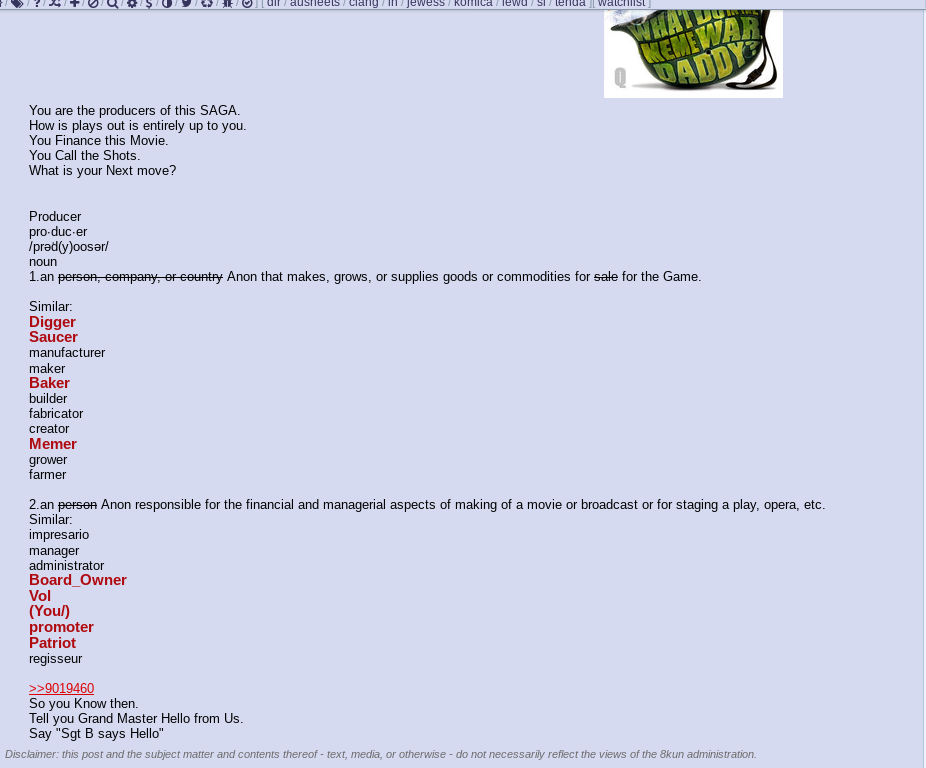 / ? / / / / / / $ / / / / / ] [ dir / ausneets / clang / in / jewess / komica / lewd / sl / tenda ][ watchlist ]
WHAT DO
MEME WAR
DADDY?
Q
You are the producers of this SAGA.
How is plays out is entirely up to you.
You Finance this Movie.
You Call the Shots.
What is your Next move?
Producer
pro·duc·er
/prəd(y)oosər/
noun
1.an person, company, or country Anon that makes, grows, or supplies goods or commodities for sale for the Game.
Similar:
Digger
Saucer
manufacturer
maker
Baker
builder
fabricator
creator
Memer
grower
farmer
2.an person Anon responsible for the financial and managerial aspects of making of a movie or broadcast or for staging a play, opera, etc.
Similar:
impresario
manager
administrator
Board_Owner
Vol
(You/)
promoter
Patriot
regisseur
>>9019460
So you Know then.
Tell you Grand Master Hello from Us.
Say "Sgt B says Hello"
Disclaimer: this post and the subject matter and contents thereof - text, media, or otherwise - do not necessarily reflect the views of the 8kun administration.